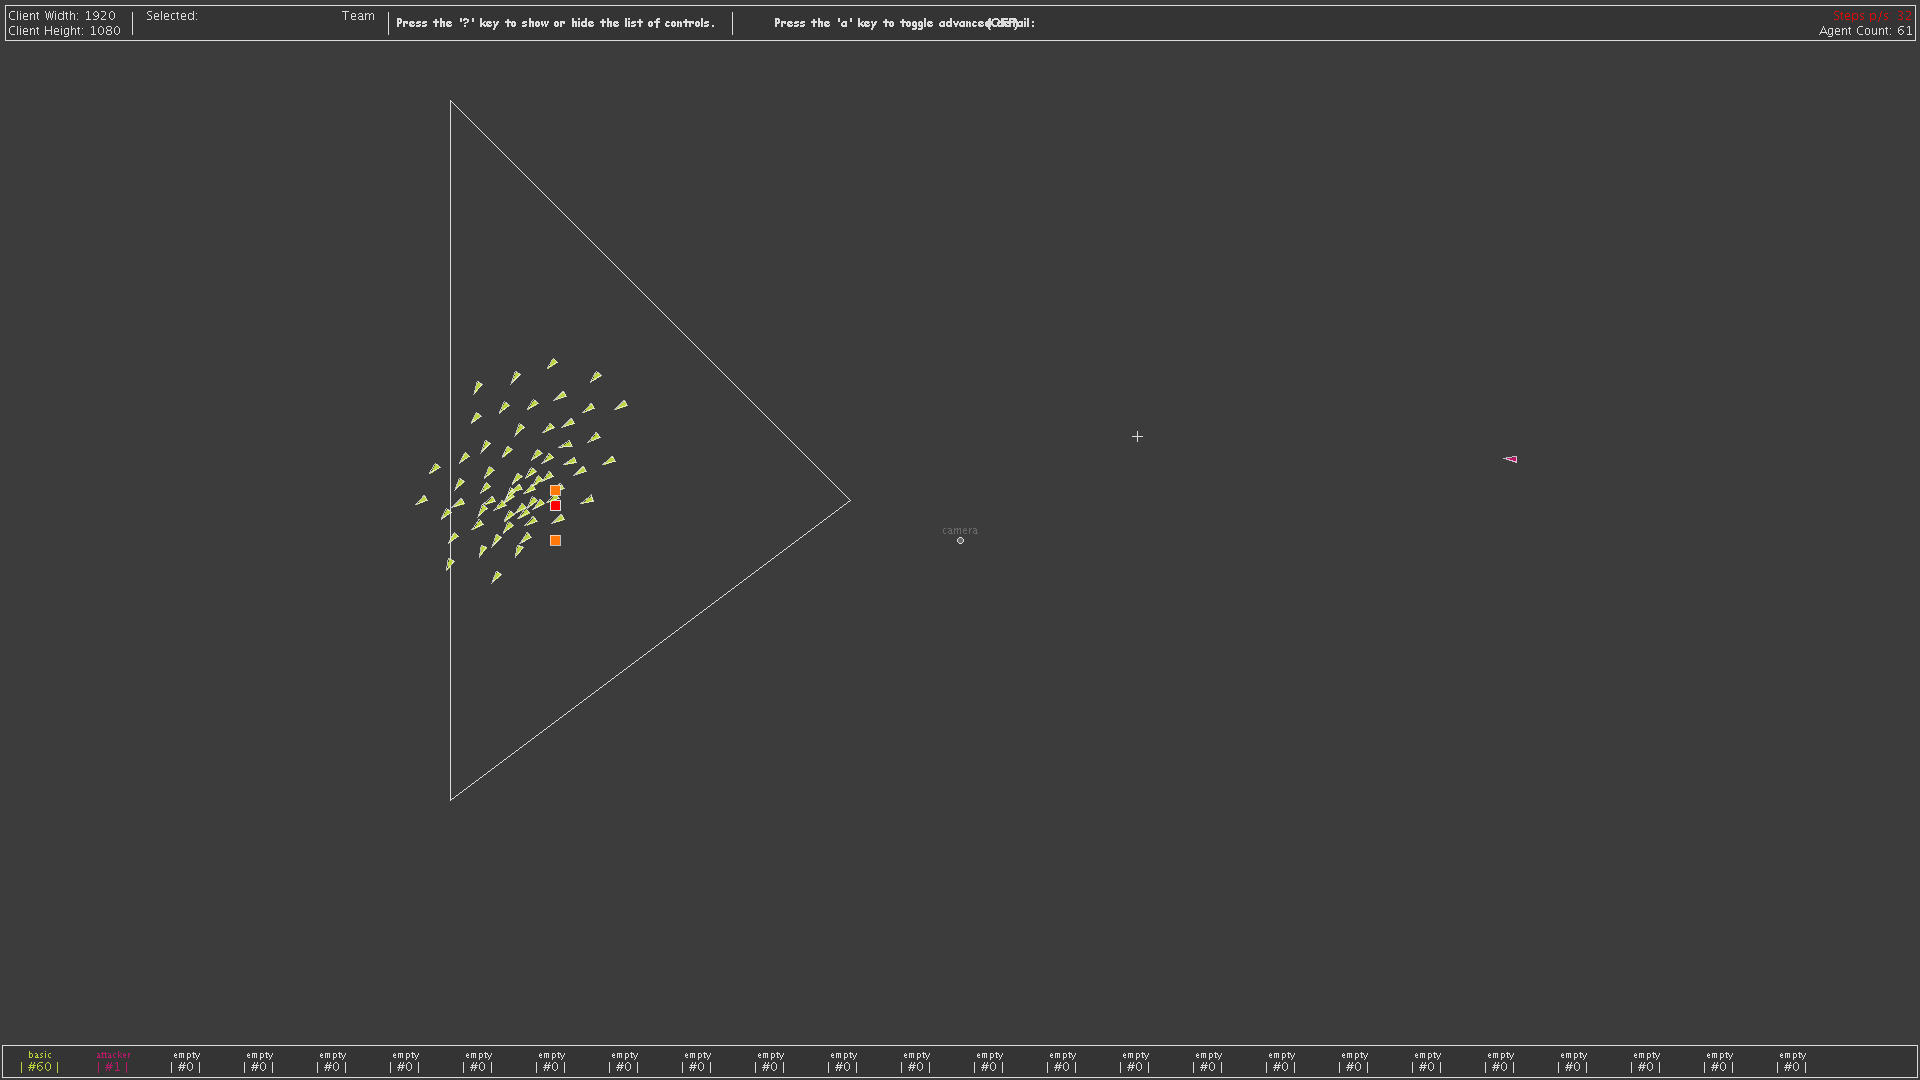 Client Width: 1920
Client Height: 1080
Selected:
Team
Press the '?' key to show or hide the list of controls.
Press the 'a' key to toggle advanced detail:
(OFF)
Steps p/s: 32
Agent Count: 61
camera
basic attacker empty empty empty empty empty empty empty empty empty empty empty empty empty empty empty empty empty empty empty empty empty empty empty
| #60 | | #1 | | #0 | | #0 | | #0 | | #0 | | #0 | | #0 | | #0 | | #0 | | #0 | | #0 | | #0 | | #0 | | #0 | | #0 | | #0 | | #0 | | #0 | | #0 | | #0 | | #0 | | #0 | | #0 | | #0 |